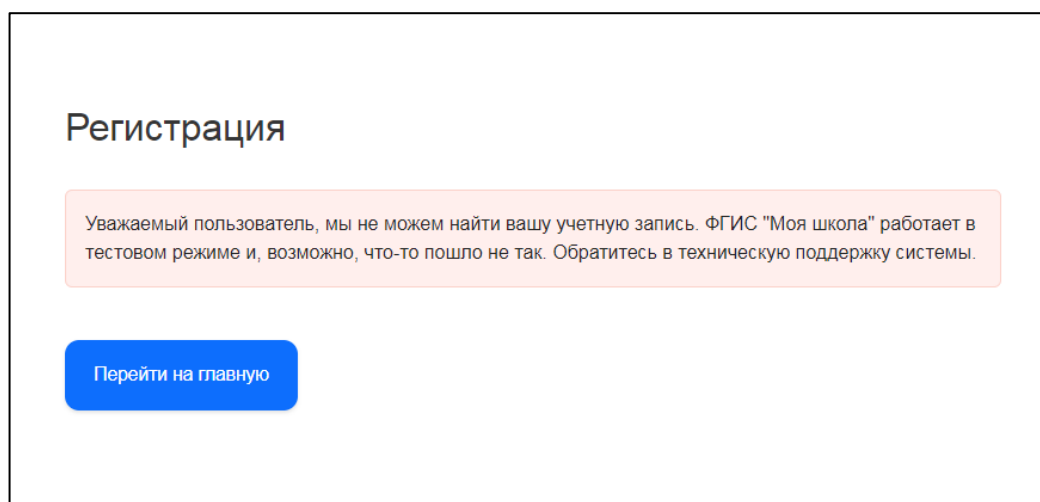 Регистрация
Уважаемый пользователь, мы не можем найти вашу учетную запись. ФГИС "Моя школа" работает в
тестовом режиме и, возможно, что-то пошло не так. Обратитесь в техническую поддержку системы.
Перейти на главную